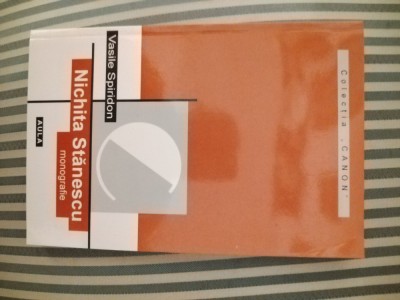 Colecția „CANON”
Vasile Spiridon
Nichita Stănescu
monografie
AULA